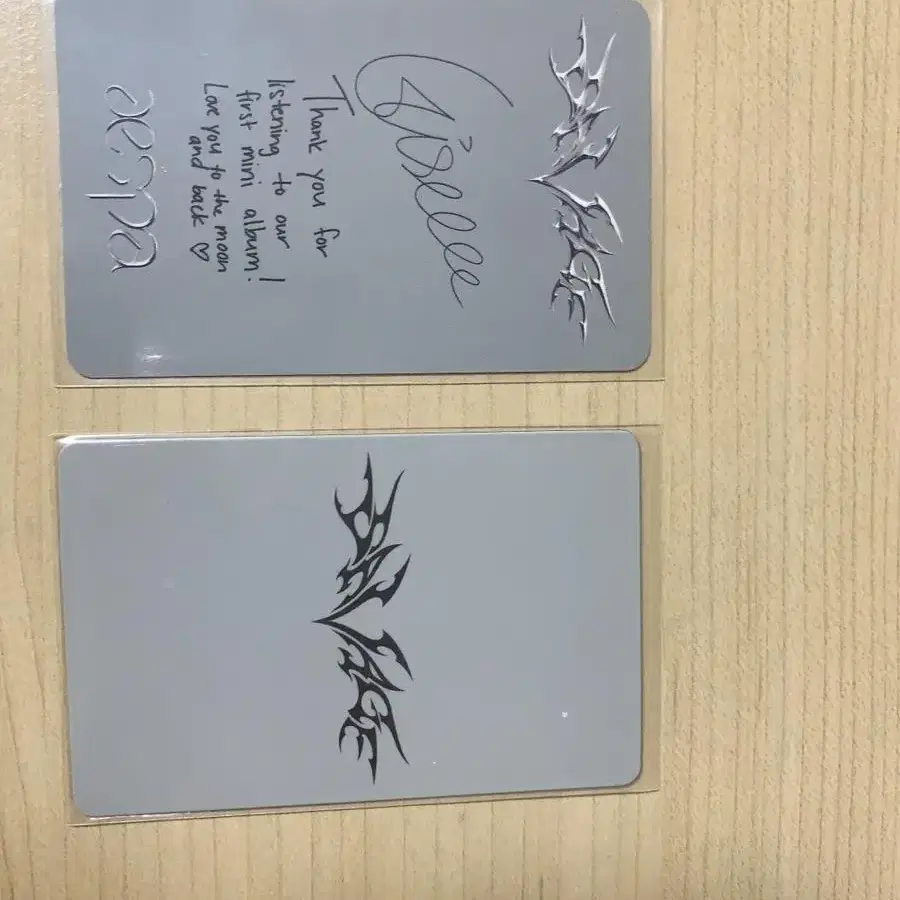 SAVAGE
Giselle
Thank you for
listening to our
first mini album!
Love you to the moon
and back ♡
aespa
SAVAGE